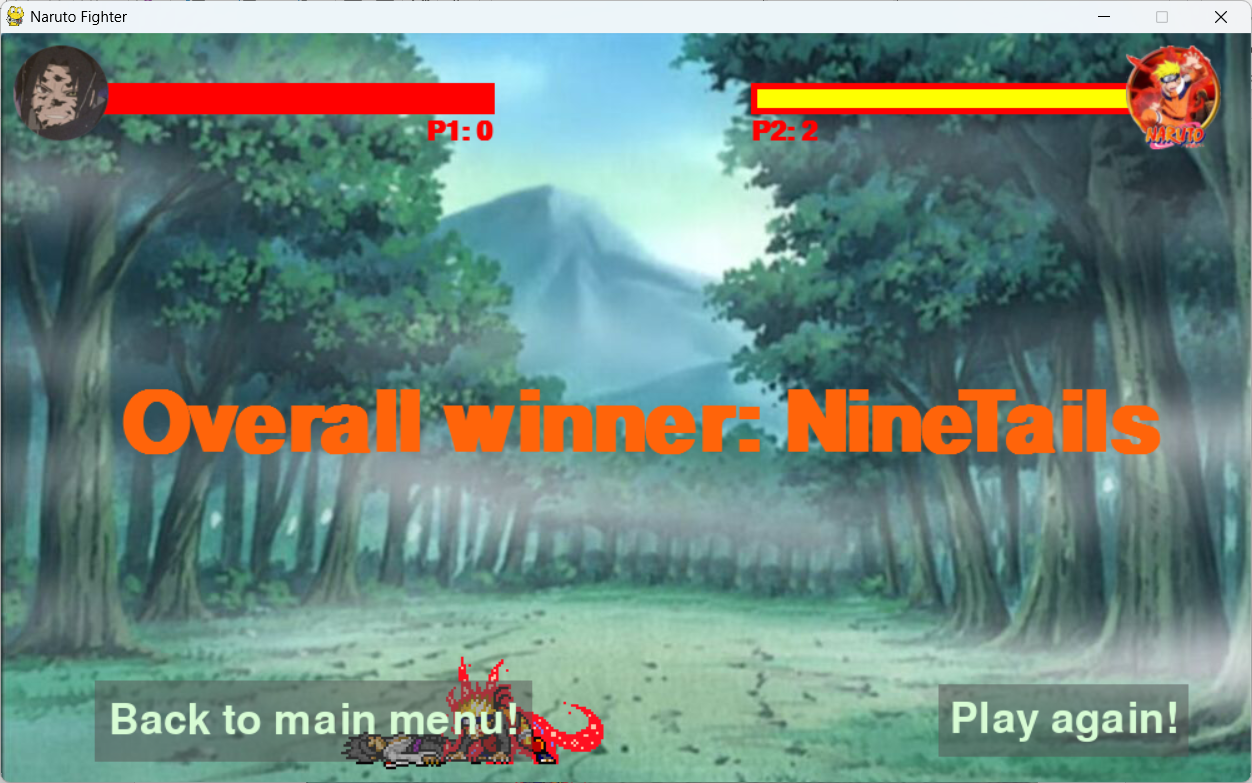 Naruto Fighter
P1: 0
P2: 2
NARUTO
Overall winner: NineTails
Back to main menu!
Play again!